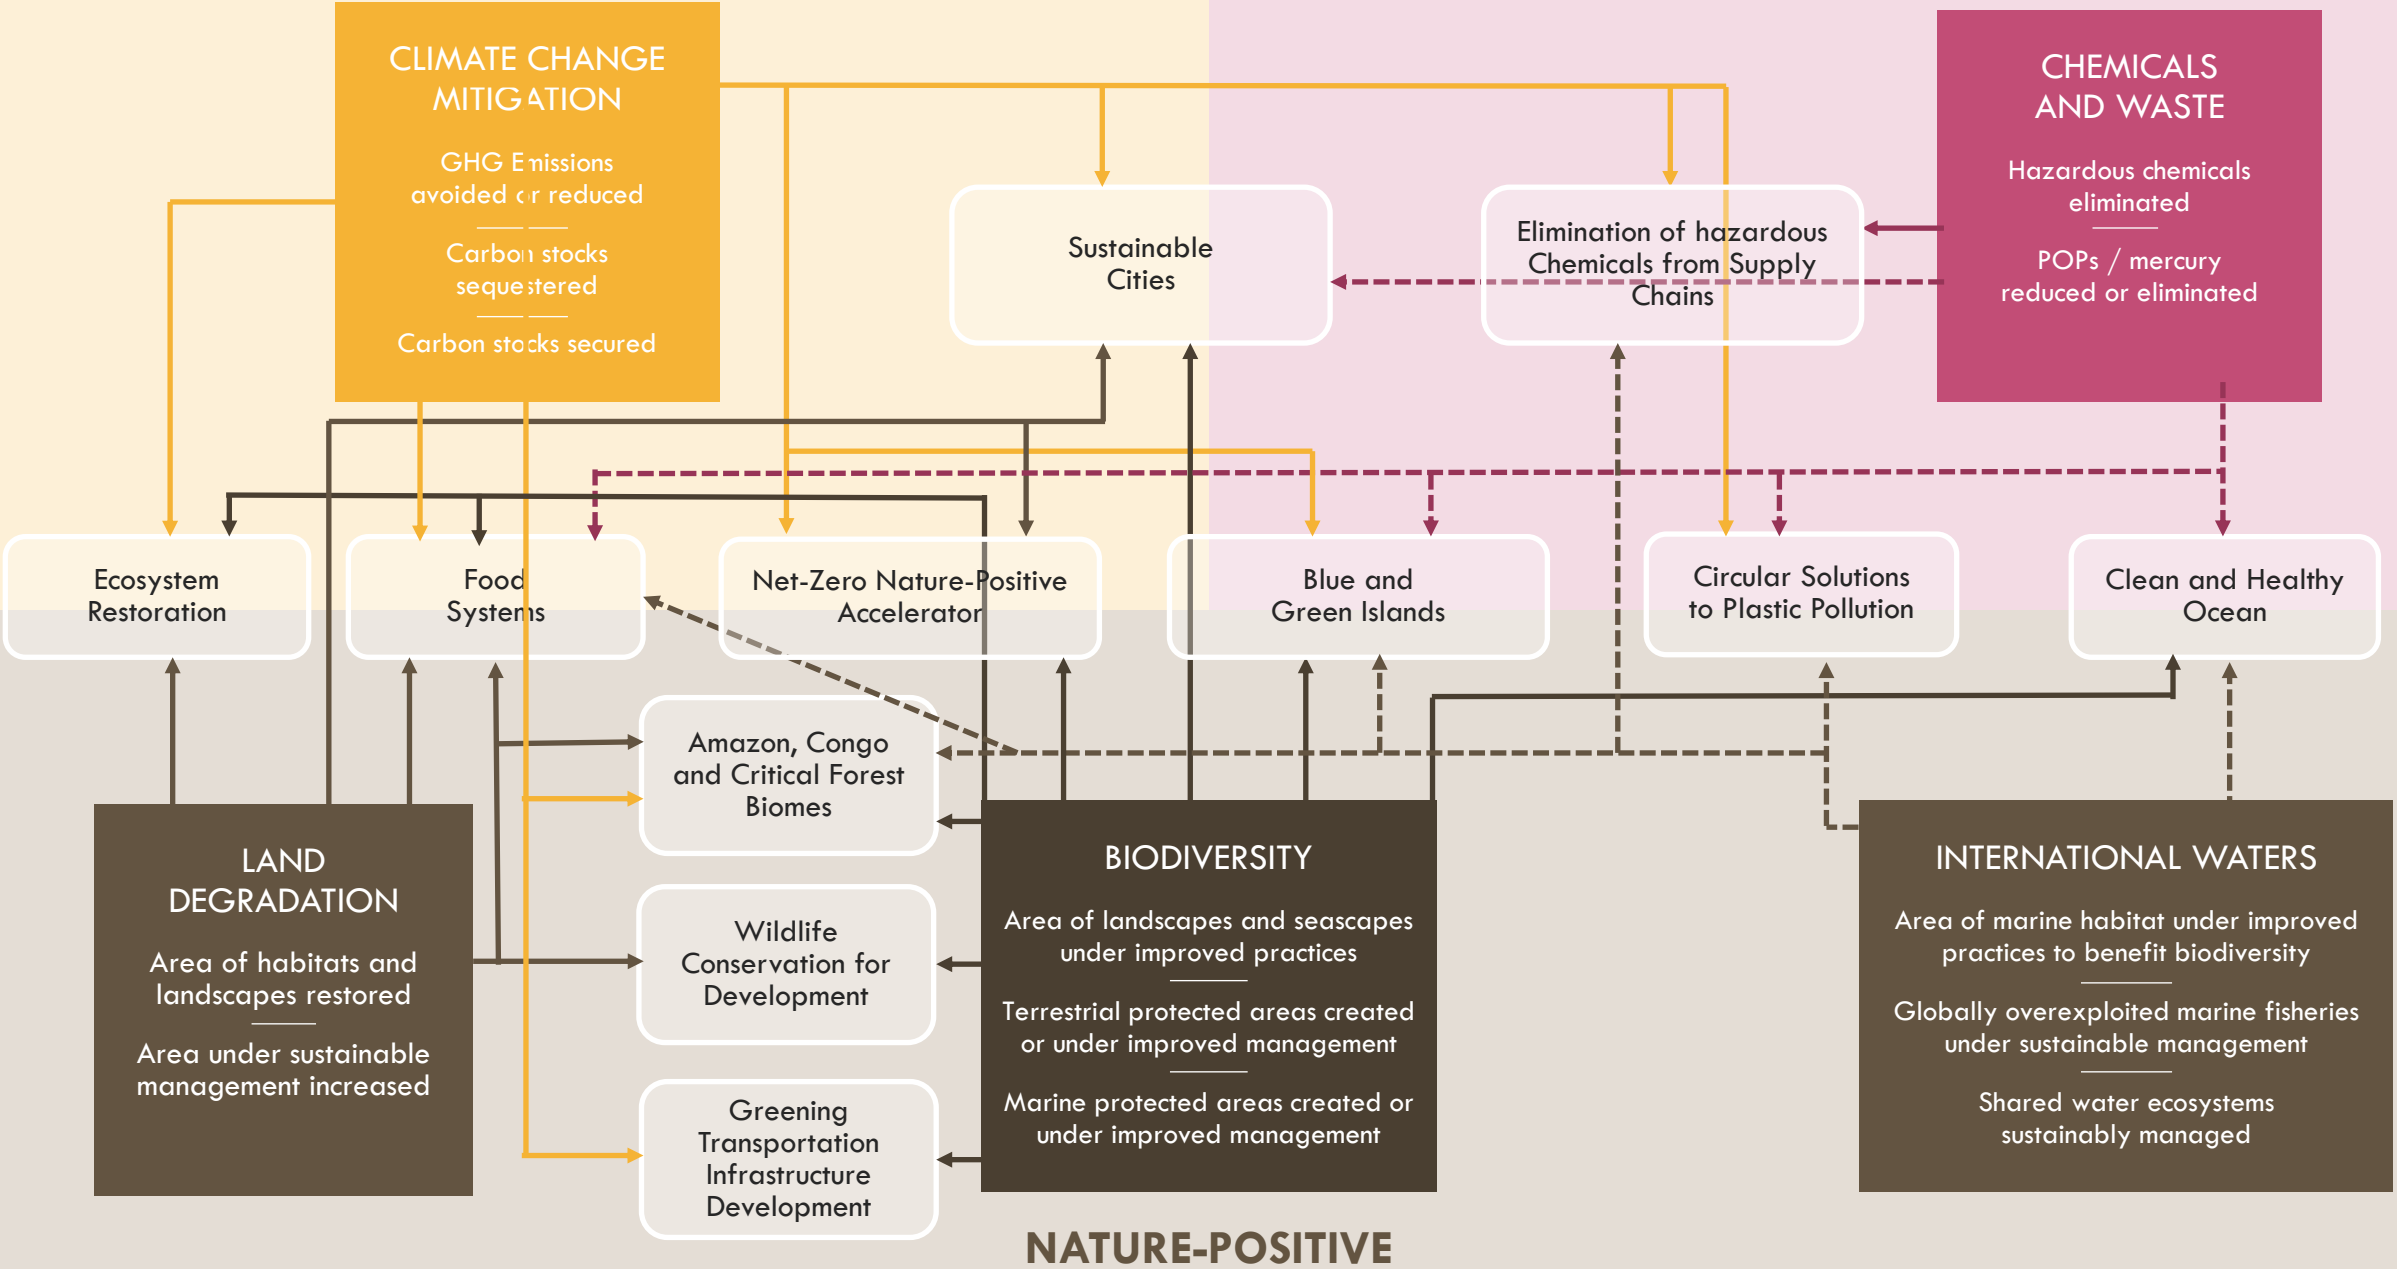 CLIMATE CHANGE
MITIGATION
GHG Emissions
avoided or reduced
Carbon stocks
sequestered
Carbon stocks secured
CHEMICALS
AND WASTE
Hazardous chemicals
eliminated
POPs / mercury
reduced or eliminated
Sustainable
Cities
Elimination of hazardous
Chemicals from Supply
Chains
Ecosystem
Restoration
Food
Systems
Net-Zero Nature-Positive
Accelerator
Blue and
Green Islands
Circular Solutions
to Plastic Pollution
Clean and Healthy
Ocean
Amazon, Congo
and Critical Forest
Biomes
Wildlife
Conservation for
Development
Greening
Transportation
Infrastructure
Development
LAND
DEGRADATION
Area of habitats and
landscapes restored
Area under sustainable
management increased
BIODIVERSITY
Area of landscapes and seascapes
under improved practices
Terrestrial protected areas created
or under improved management
Marine protected areas created or
under improved management
INTERNATIONAL WATERS
Area of marine habitat under improved
practices to benefit biodiversity
Globally overexploited marine fisheries
under sustainable management
Shared water ecosystems
sustainably managed
NATURE-POSITIVE